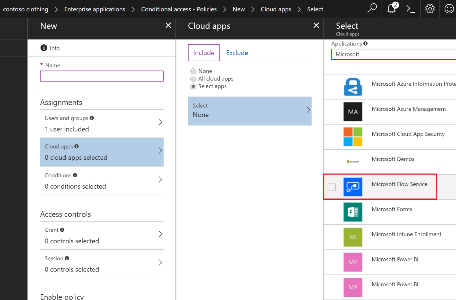 contoso clothing > Enterprise applications > Conditional access - Policies > New > Cloud apps > Select
New
Info
* Name
Assignments
Users and groups
1 user included
Cloud apps
0 cloud apps selected
Conditions
0 conditions selected
Access controls
Grant
0 controls selected
Session
0 controls selected
Enable policy
Cloud apps
Include
Exclude
None
All cloud apps
Select apps
Select
None
Select
Cloud apps
Applications
Microsoft
Microsoft Azure Information Prote
MA
Microsoft Azure Management
Microsoft Cloud App Security
Microsoft Demos
Microsoft Flow Service
Microsoft Forms
MI
Microsoft Intune Enrollment
MP
Microsoft Power BI
MP
Microsoft Power BI